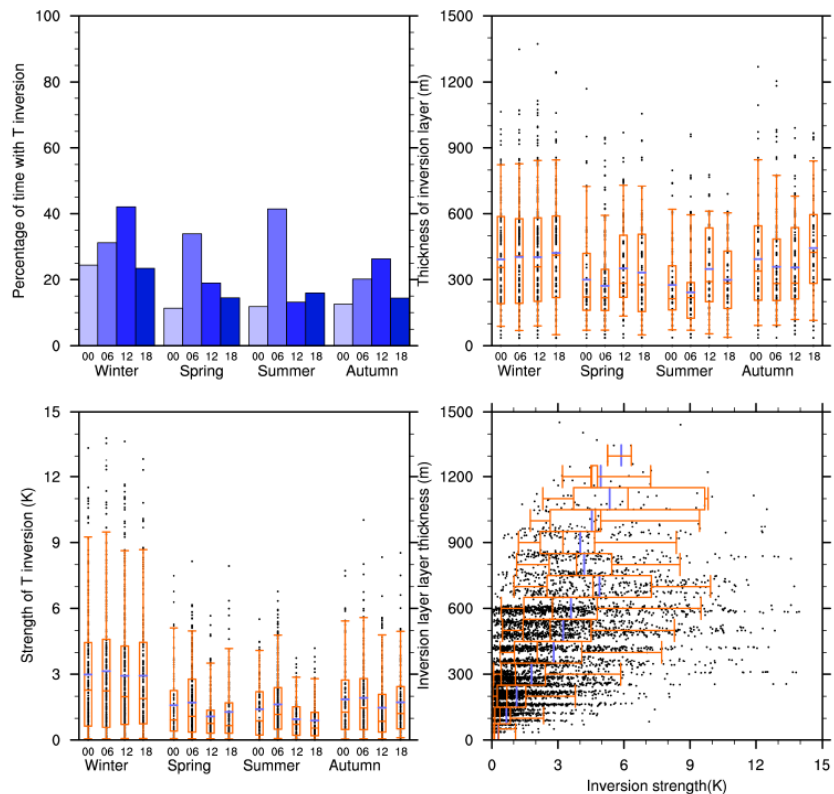 Percentage of time with T inversion
100
80
60
40
20
0
00 06 12 18 00 06 12 18 00 06 12 18 00 06 12 18
Winter Spring Summer Autumn
Thickness of inversion layer (m)
1500
1200
900
600
300
0
00 06 12 18 00 06 12 18 00 06 12 18 00 06 12 18
Winter Spring Summer Autumn
Strength of T inversion (K)
15
12
9
6
3
0
00 06 12 18 00 06 12 18 00 06 12 18 00 06 12 18
Winter Spring Summer Autumn
Inversion layer layer thickness (m)
1500
1200
900
600
300
0
0 3 6 9 12 15
Inversion strength(K)